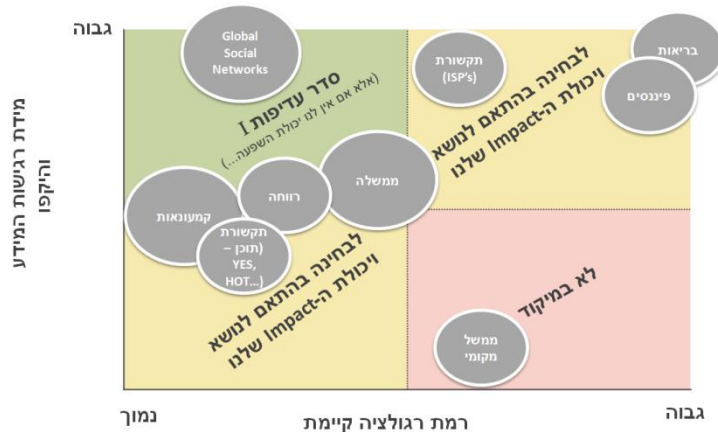 גבוה
Global
Social
Networks
תקשורת
(ISP's)
בריאות
פיננסים
סדר עדיפות I
(אלא אם אין לנו יכולת השפעה...)
לבחינה בהתאם לנושא
ויכולת ה-Impact שלנו
מידת רגישות המידע
והיקפו
ממשלה
רווחה
קמעונאות
תקשורת
(תוכן –
YES,
HOT...)
לבחינה בהתאם לנושא
ויכולת ה-Impact שלנו
לא במיקוד
ממשל
מקומי
נמוך
רמת רגולציה קיימת
גבוה